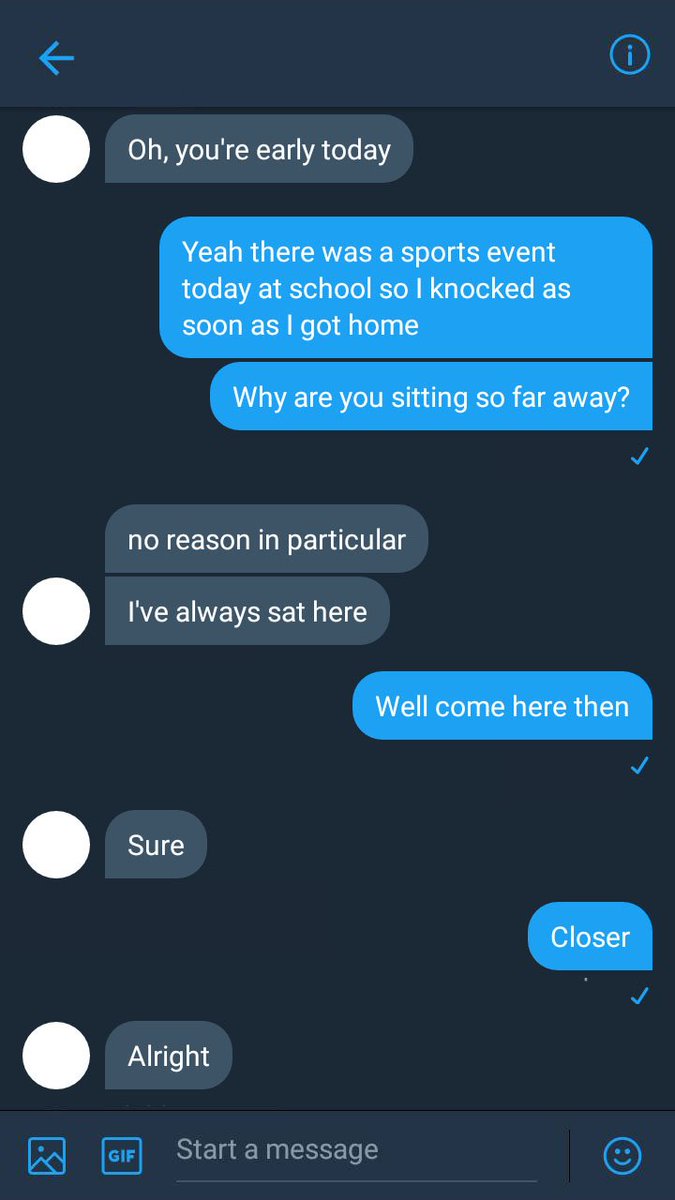 Oh, you're early today
Yeah there was a sports event
today at school so I knocked as
soon as I got home
Why are you sitting so far away?
no reason in particular
I've always sat here
Well come here then
Sure
Closer
Alright
GIF
Start a message